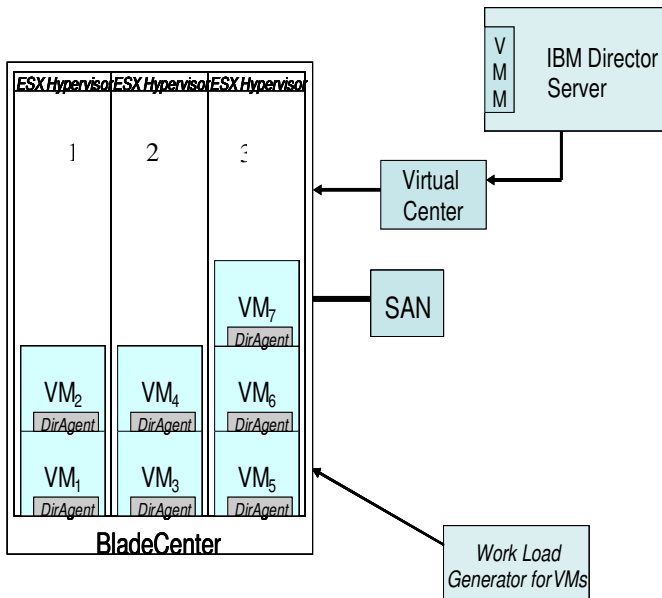 ESX Hypervisor ESX Hypervisor ESX Hypervisor
1 2 3
VM7
DirAgent
VM2 VM4 VM6
DirAgent DirAgent DirAgent
VM1 VM3 VM5
DirAgent DirAgent DirAgent
BladeCenter
V
M
M
IBM Director
Server
Virtual
Center
SAN
Work Load
Generator for VMs